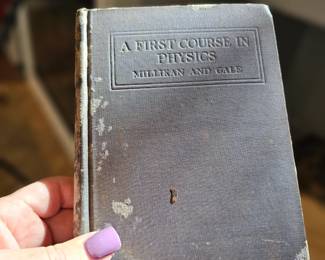 A FIRST COURSE IN
PHYSICS
MILLIKAN AND GALE